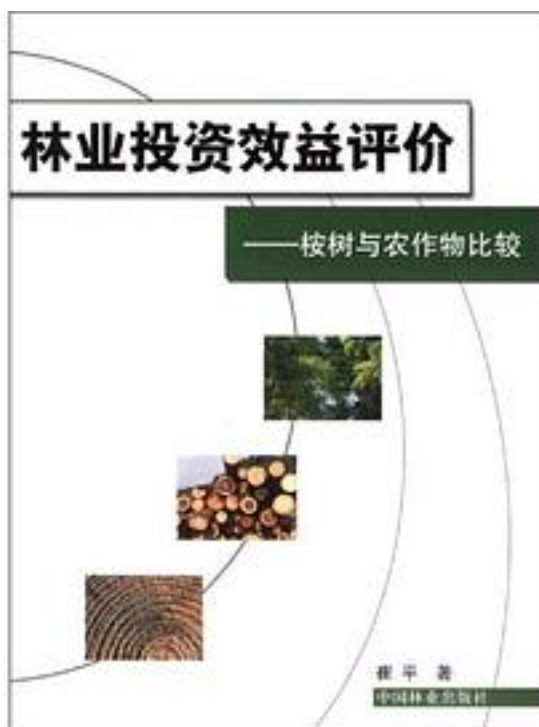 林业投资效益评价
——桉树与农作物比较
崔平 著
中国林业出版社